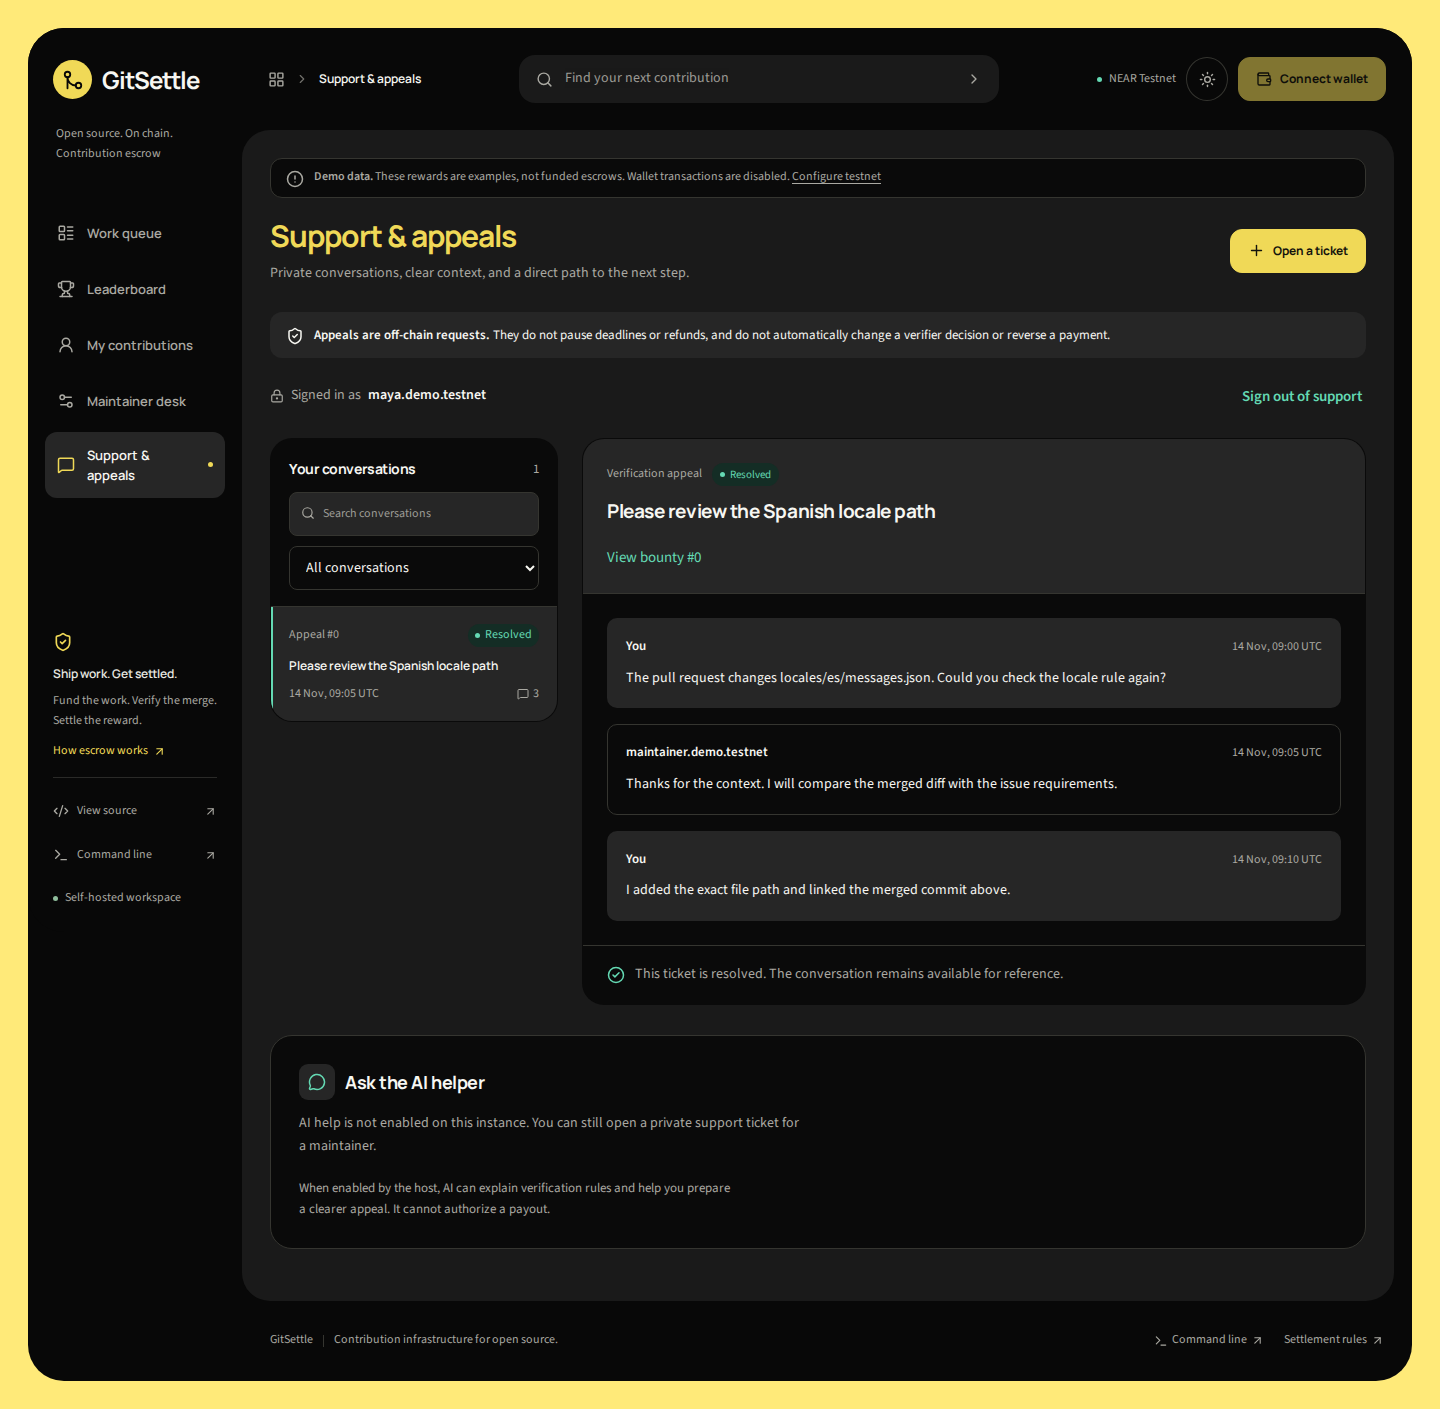 GitSettle
Support & appeals
Find your next contribution
NEAR Testnet
Connect wallet
Open source. On chain.
Contribution escrow
Work queue
Leaderboard
My contributions
Maintainer desk
Support &
appeals
Ship work. Get settled.
Fund the work. Verify the merge.
Settle the reward.
How escrow works
View source
Command line
Self-hosted workspace
Demo data. These rewards are examples, not funded escrows. Wallet transactions are disabled. Configure testnet
Support & appeals
Private conversations, clear context, and a direct path to the next step.
Open a ticket
Appeals are off-chain requests. They do not pause deadlines or refunds, and do not automatically change a verifier decision or reverse a payment.
Signed in as maya.demo.testnet
Sign out of support
Your conversations 1
Search conversations
All conversations
Appeal #0 Resolved
Please review the Spanish locale path
14 Nov, 09:05 UTC 3
Verification appeal Resolved
Please review the Spanish locale path
View bounty #0
You 14 Nov, 09:00 UTC
The pull request changes locales/es/messages.json. Could you check the locale rule again?
maintainer.demo.testnet 14 Nov, 09:05 UTC
Thanks for the context. I will compare the merged diff with the issue requirements.
You 14 Nov, 09:10 UTC
I added the exact file path and linked the merged commit above.
This ticket is resolved. The conversation remains available for reference.
Ask the AI helper
AI help is not enabled on this instance. You can still open a private support ticket for
a maintainer.
When enabled by the host, AI can explain verification rules and help you prepare
a clearer appeal. It cannot authorize a payout.
GitSettle Contribution infrastructure for open source.
Command line Settlement rules